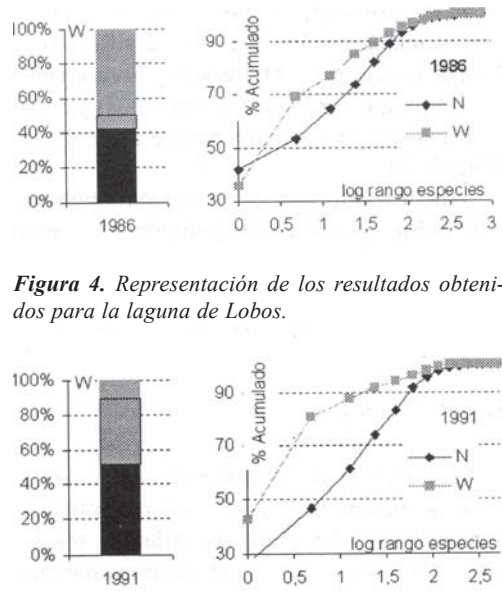 100%
80%
60%
40%
20%
0%
W
1986
% Acumulado
90
70
50
30
1986
N
W
log rango especies
0 0,5 1 1,5 2 2,5 3
Figura 4. Representación de los resultados obteni-
dos para la laguna de Lobos.
100%
80%
60%
40%
20%
0%
W
1991
% Acumulado
90
70
50
30
1991
N
W
log rango especies
0 0,5 1 1,5 2 2,5